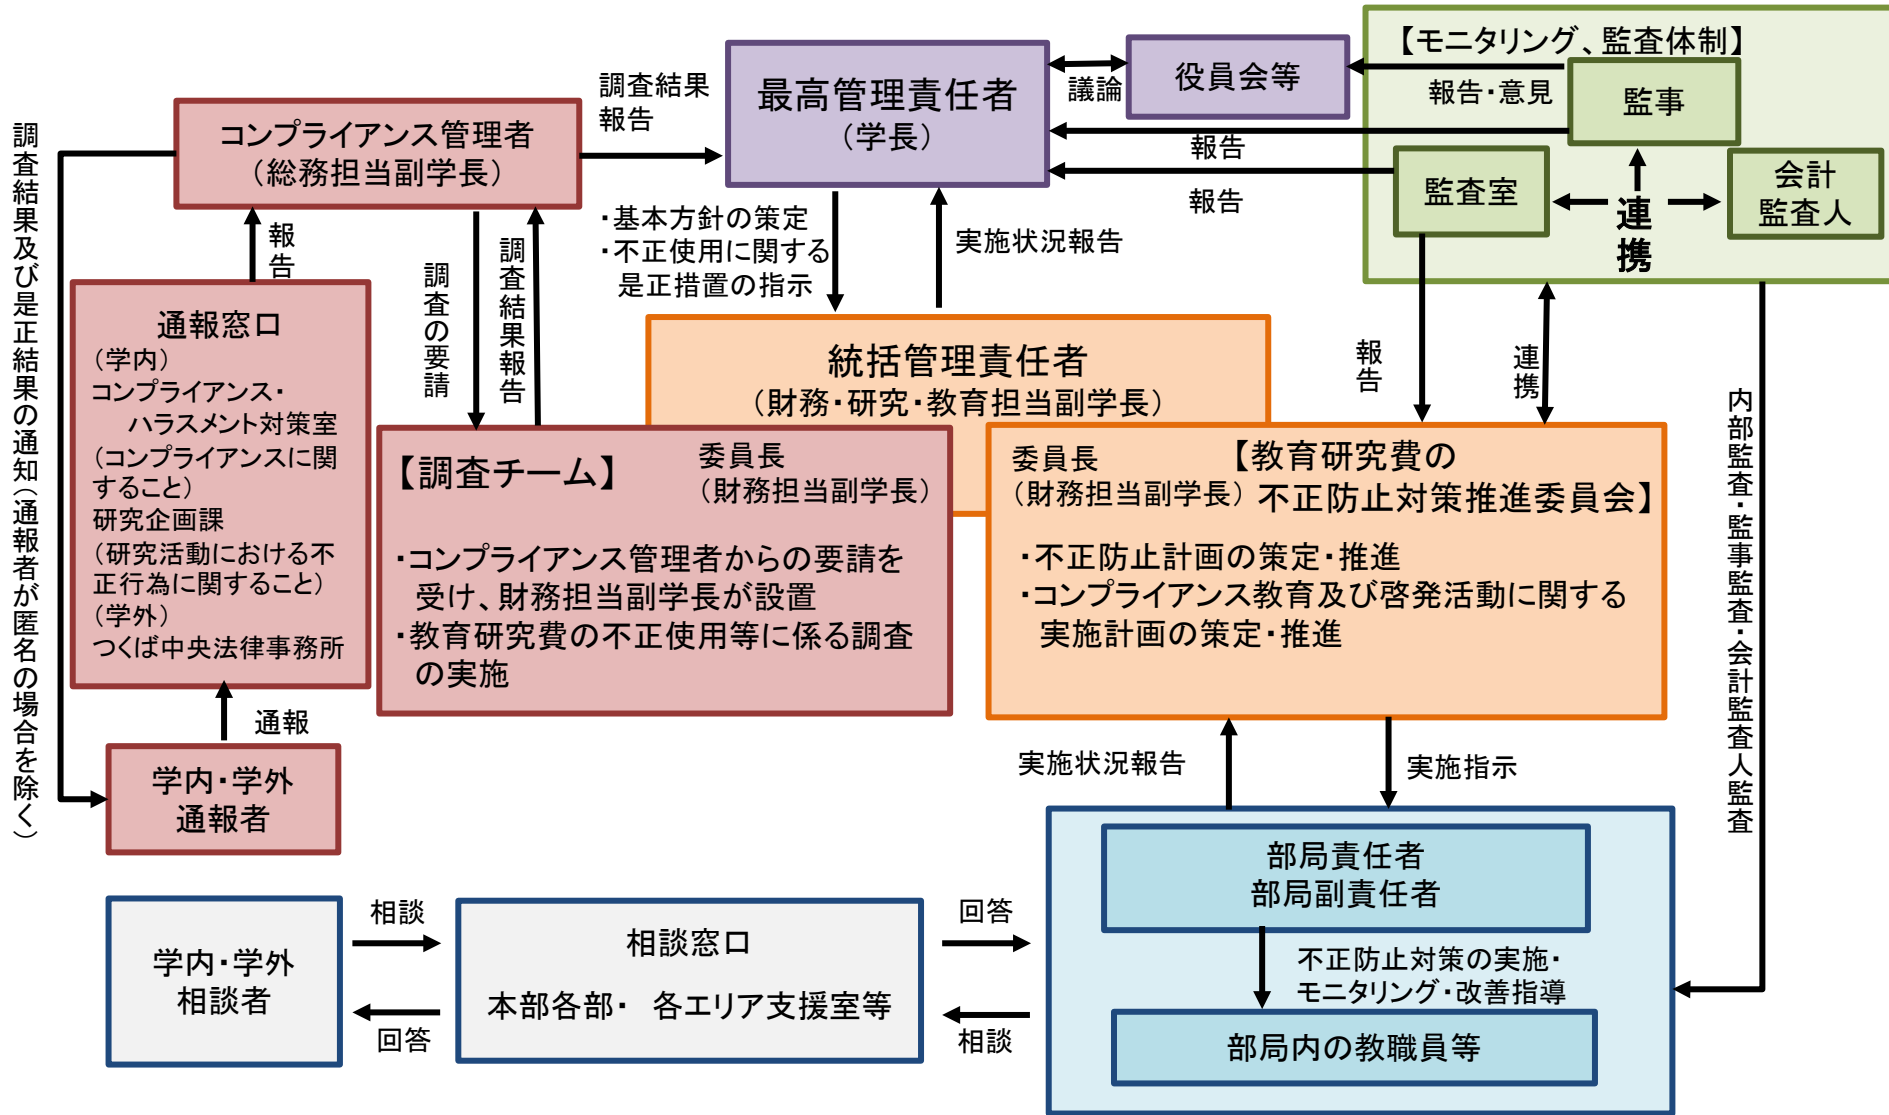 【モニタリング、監査体制】
監事
監査室
会計
監査人
連携
役員会等
議論
報告・意見
報告
報告
最高管理責任者
（学長）
調査結果
報告
コンプライアンス管理者
（総務担当副学長）
調査結果及び是正結果の通知（通報者が匿名の場合を除く）
報告
調査の要請
調査結果報告
・基本方針の策定
・不正使用に関する
是正措置の指示
実施状況報告
報告
連携
内部監査・監事監査・会計監査人監査
通報窓口
（学内）
コンプライアンス・
ハラスメント対策室
（コンプライアンスに関
すること）
研究企画課
（研究活動における不
正行為に関すること）
（学外）
つくば中央法律事務所
通報
学内・学外
通報者
統括管理責任者
（財務・研究・教育担当副学長）
【調査チーム】
委員長
（財務担当副学長）
・コンプライアンス管理者からの要請を
受け、財務担当副学長が設置
・教育研究費の不正使用等に係る調査
の実施
委員長
（財務担当副学長）
【教育研究費の
不正防止対策推進委員会】
・不正防止計画の策定・推進
・コンプライアンス教育及び啓発活動に関する
実施計画の策定・推進
実施状況報告
実施指示
部局責任者
部局副責任者
不正防止対策の実施・
モニタリング・改善指導
部局内の教職員等
学内・学外
相談者
相談
回答
相談窓口
本部各部・ 各エリア支援室等
回答
相談